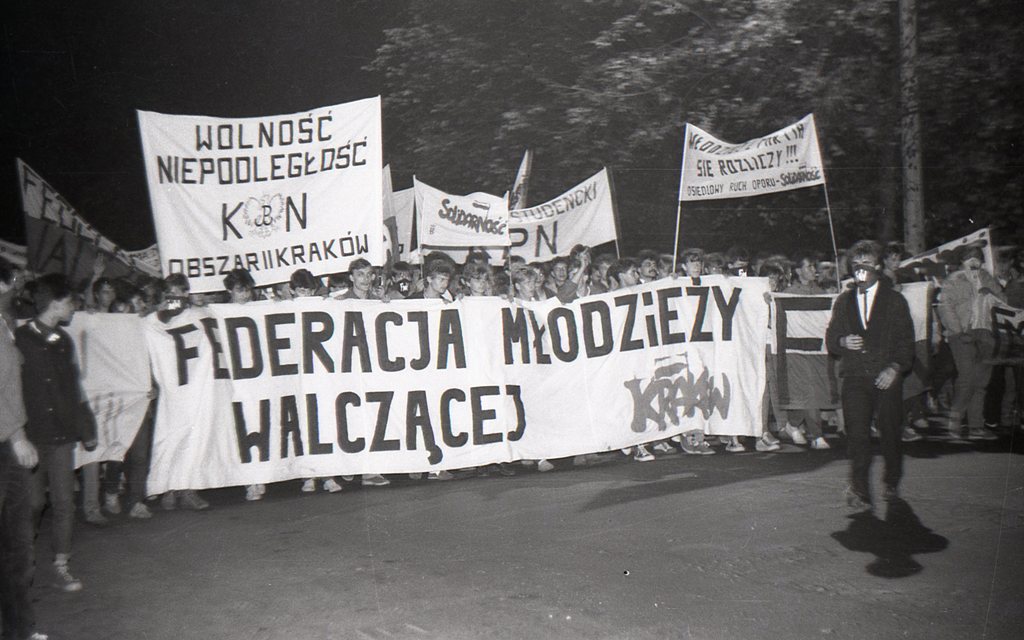 WOLNOŚĆ
NIEPODLEGŁOŚĆ
KPN
OBSZAR II KRAKÓW
Solidarność
STUDENCKI
PN
SIĘ ROZLICZY!!!
OSIEDLOWY RUCH OPORU-SOLIDARNOŚĆ
FEDERACJA MŁODZIEŻY
WALCZĄCEJ
KRAKÓW